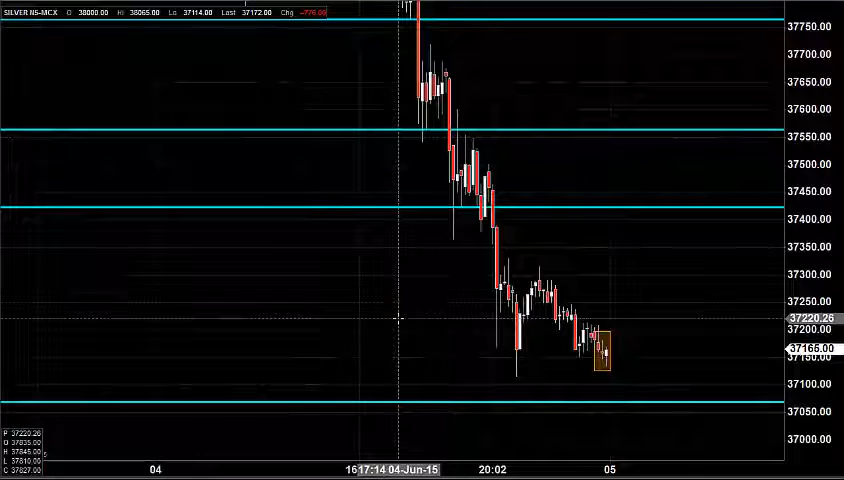 SILVER N5-MCX O 38000.00 Hi 38065.00 Lo 37114.00 Last 37172.00 Chg -776.00
37750.00
37700.00
37650.00
37600.00
37550.00
37500.00
37450.00
37400.00
37350.00
37300.00
37250.00
37220.26
37200.00
37165.00
37150.00
37100.00
37050.00
37000.00
P 37220.26
O 37835.00
H 37845.00
L 37810.00
C 37827.00
04 16 17:14 04-Jun-15 20:02 05